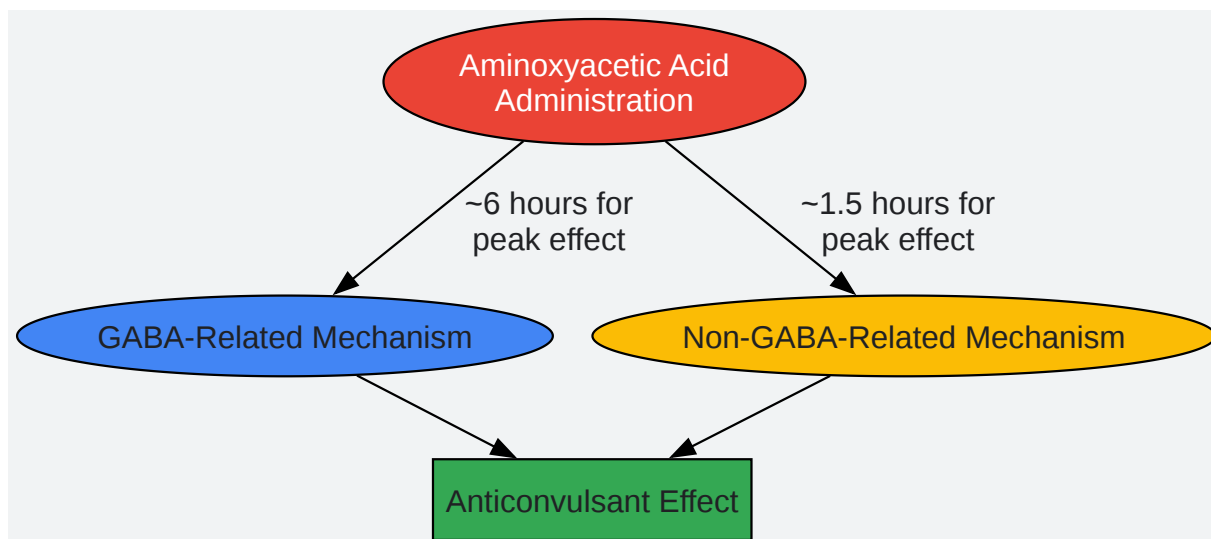 Aminoxyacetic Acid
Administration
~6 hours for
peak effect
~1.5 hours for
peak effect
GABA-Related Mechanism
Non-GABA-Related Mechanism
Anticonvulsant Effect